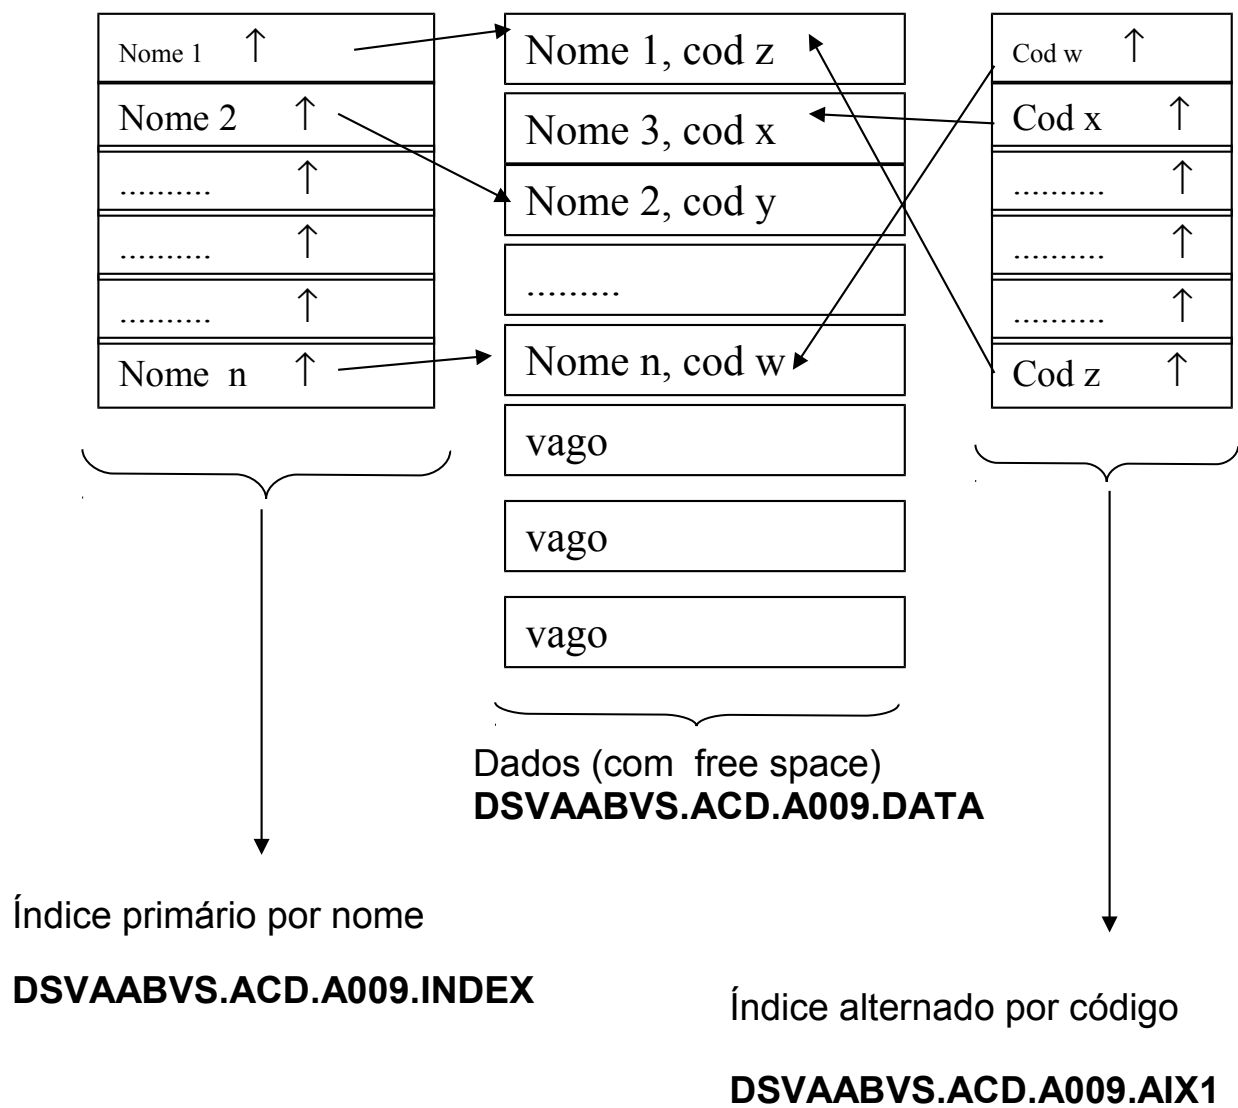 Nome 1 ↑
Nome 2 ↑
.......... ↑
.......... ↑
.......... ↑
Nome n ↑
Nome 1, cod z
Nome 3, cod x
Nome 2, cod y
.........
Nome n, cod w
vago
vago
vago
Cod w ↑
Cod x ↑
.......... ↑
.......... ↑
.......... ↑
Cod z ↑
Dados (com free space)
DSVAABVS.ACD.A009.DATA
Índice primário por nome
DSVAABVS.ACD.A009.INDEX
Índice alternado por código
DSVAABVS.ACD.A009.AIX1